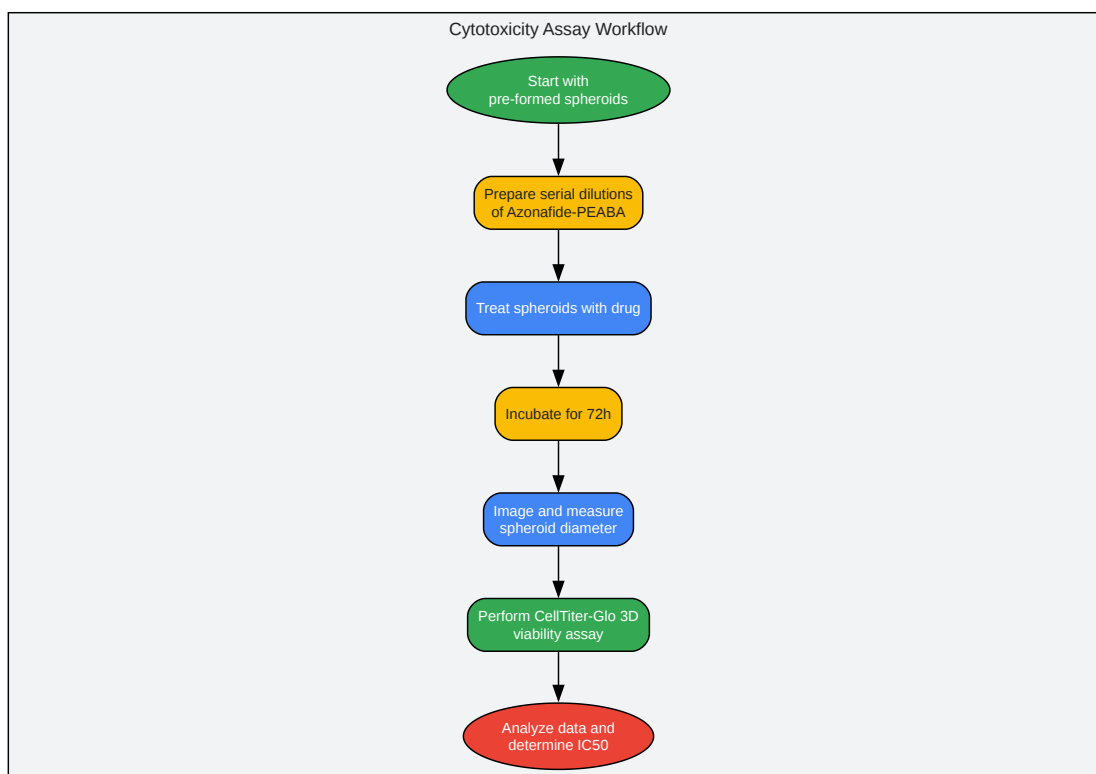 Cytotoxicity Assay Workflow
Start with
pre-formed spheroids
Prepare serial dilutions
of Azonafide-PEABA
Treat spheroids with drug
Incubate for 72h
Image and measure
spheroid diameter
Perform CellTiter-Glo 3D
viability assay
Analyze data and
determine IC50